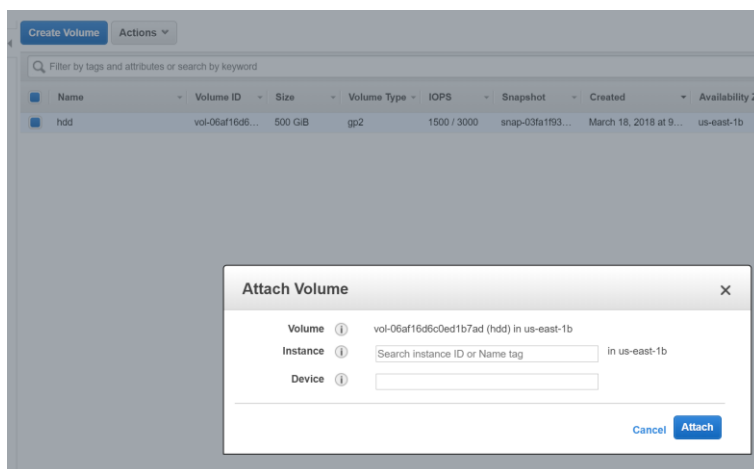 Create Volume Actions
Filter by tags and attributes or search by keyword
Name Volume ID Size Volume Type IOPS Snapshot Created Availability Z
hdd vol-06af16d6... 500 GiB gp2 1500 / 3000 snap-03fa1f93... March 18, 2018 at 9... us-east-1b
Attach Volume
Volume vol-06af16d6c0ed1b7ad (hdd) in us-east-1b
Instance Search instance ID or Name tag in us-east-1b
Device
Cancel Attach